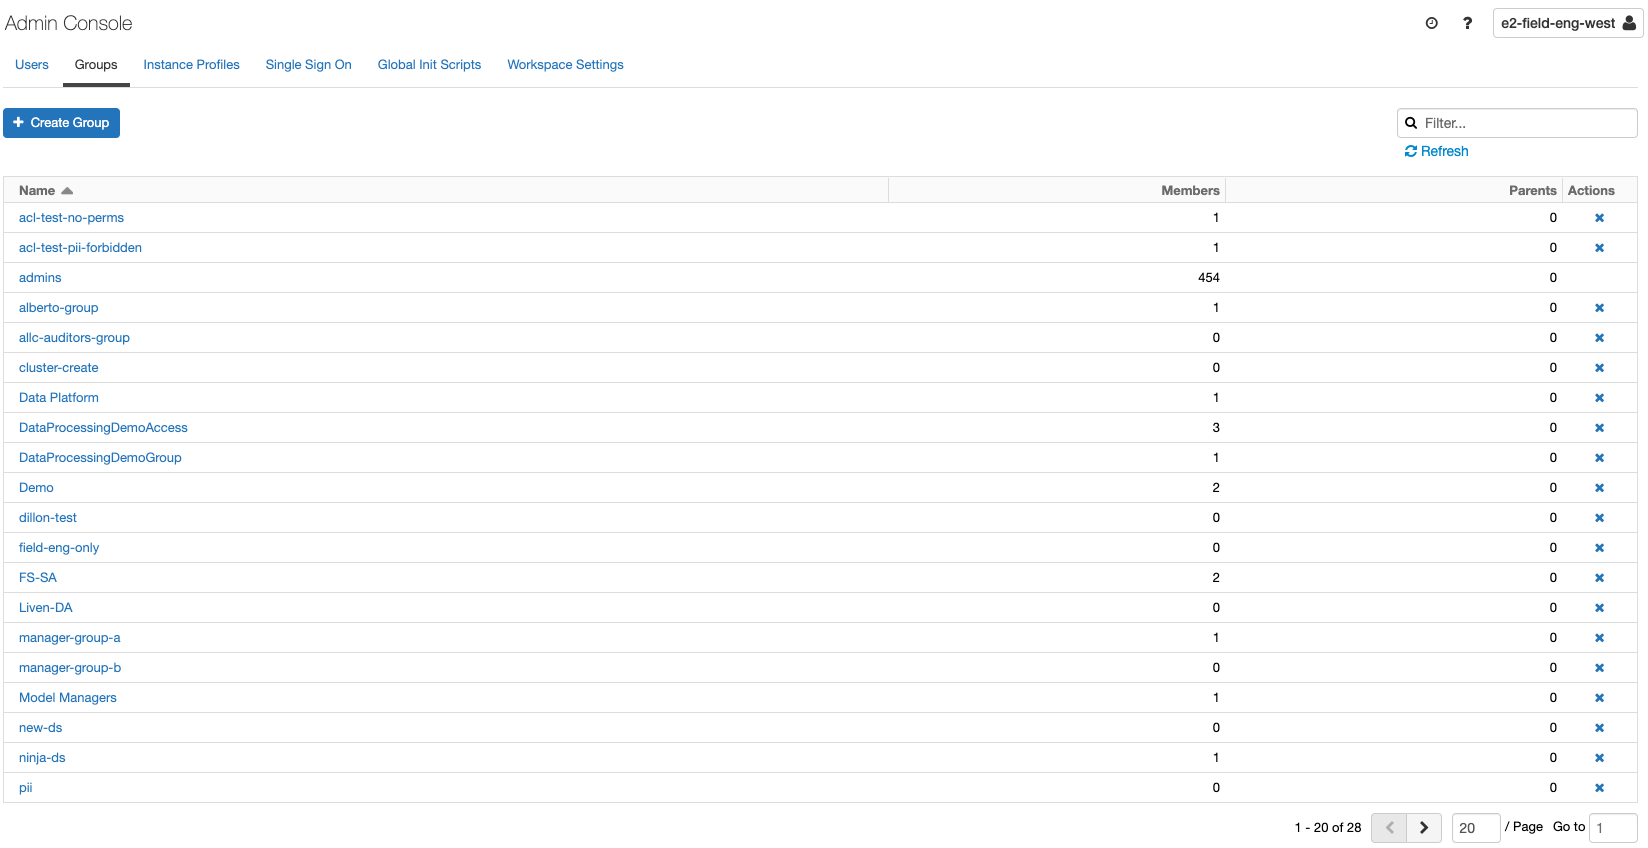 Admin Console
? e2-field-eng-west
Users Groups Instance Profiles Single Sign On Global Init Scripts Workspace Settings
+ Create Group
Filter...
Refresh
Name Members Parents Actions
acl-test-no-perms 1 0
acl-test-pii-forbidden 1 0
admins 454 0
alberto-group 1 0
allc-auditors-group 0 0
cluster-create 0 0
Data Platform 1 0
DataProcessingDemoAccess 3 0
DataProcessingDemoGroup 1 0
Demo 2 0
dillon-test 0 0
field-eng-only 0 0
FS-SA 2 0
Liven-DA 0 0
manager-group-a 1 0
manager-group-b 0 0
Model Managers 1 0
new-ds 0 0
ninja-ds 1 0
pii 0 0
1 - 20 of 28 20 / Page Go to 1